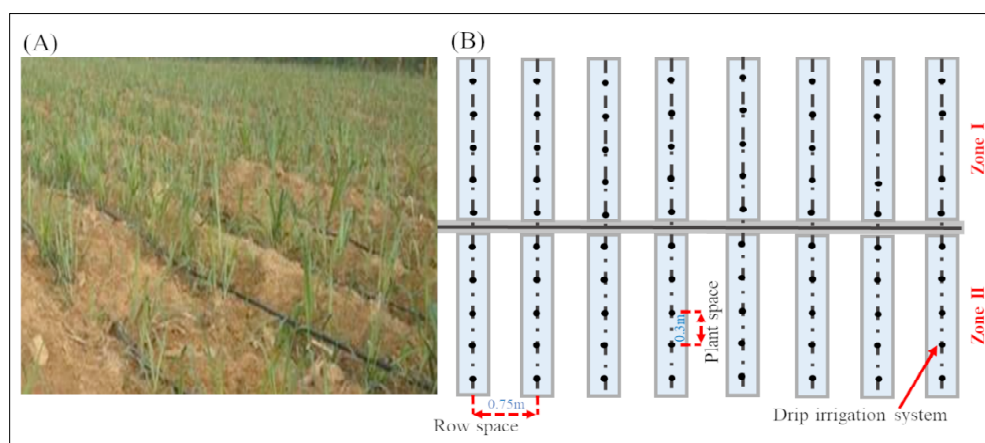 (A)
(B)
Zone I
Zone II
0.3m
Plant space
0.75m
Row space
Drip irrigation system